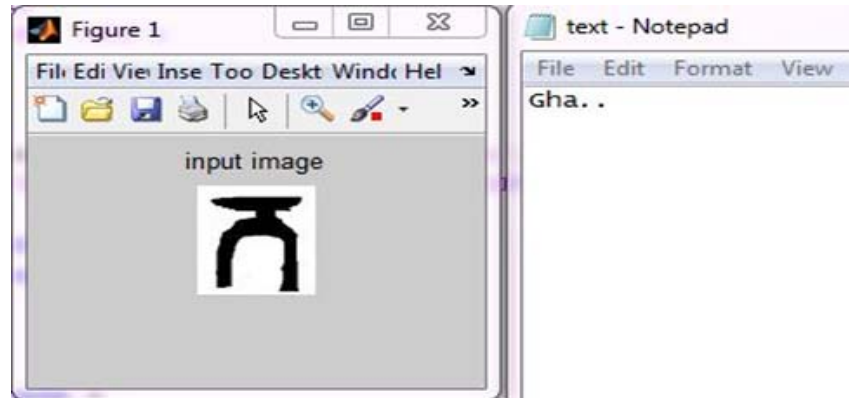 Figure 1
Fil Edi Vie Inse Too Deskt Wind Hel
input image
text - Notepad
File Edit Format View
Gha..